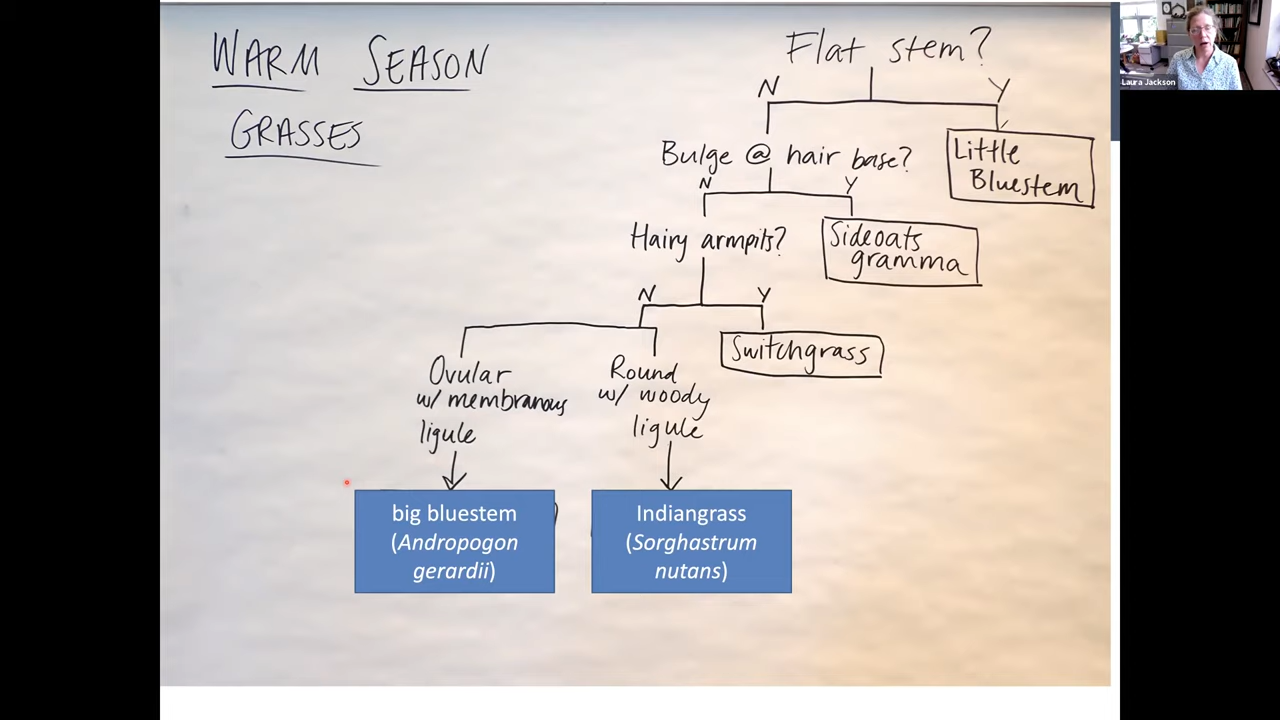 WARM SEASON
GRASSES
Flat stem?
N
Y
Little
Bluestem
Bulge @ hair base?
N
Y
Sideoats
gramma
Hairy armpits?
N
Y
Switchgrass
Ovular
w/ membranous
ligule
Round
w/ woody
ligule
big bluestem
(Andropogon
gerardii)
Indiangrass
(Sorghastrum
nutans)
Laura Jackson